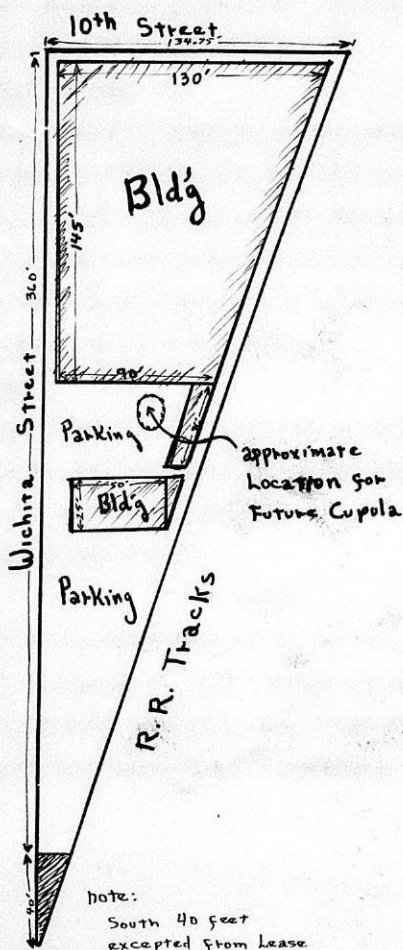 10th Street
134.75'
130'
Bld'g
145'
360'
Wichita Street
90'
Parking
approximate
Location for
Future Cupola
50'
25'
Bld'g
Parking
R.R. Tracks
40'
note:
South 40 feet
excepted from Lease